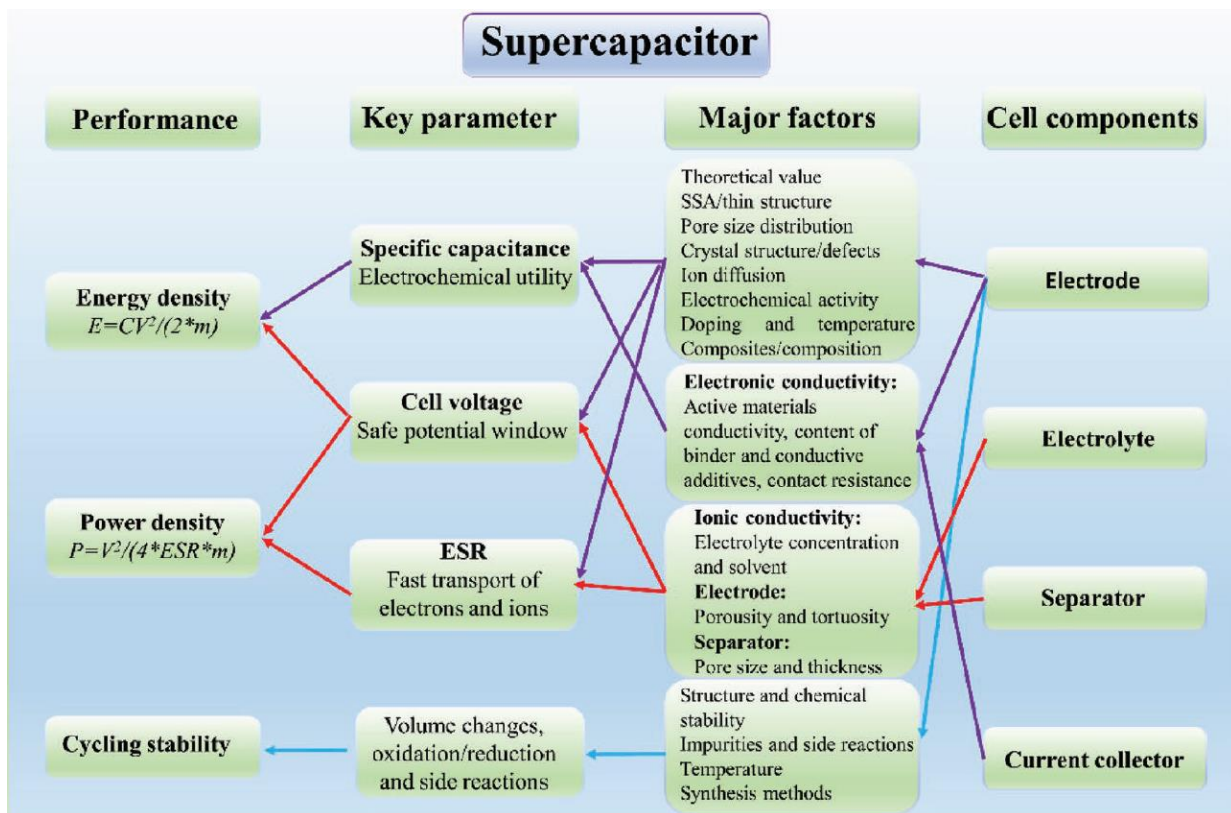 Supercapacitor
Performance
Key parameter
Major factors
Cell components
Energy density
E=CV²/(2*m)
Power density
P=V²/(4*ESR*m)
Cycling stability
Specific capacitance
Electrochemical utility
Cell voltage
Safe potential window
ESR
Fast transport of
electrons and ions
Volume changes,
oxidation/reduction
and side reactions
Theoretical value
SSA/thin structure
Pore size distribution
Crystal structure/defects
Ion diffusion
Electrochemical activity
Doping and temperature
Composites/composition
Electronic conductivity:
Active materials
conductivity, content of
binder and conductive
additives, contact resistance
Ionic conductivity:
Electrolyte concentration
and solvent
Electrode:
Porousity and tortuosity
Separator:
Pore size and thickness
Structure and chemical
stability
Impurities and side reactions
Temperature
Synthesis methods
Electrode
Electrolyte
Separator
Current collector